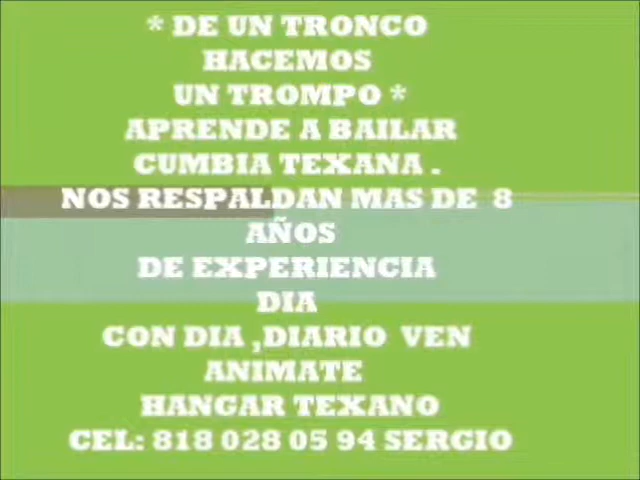 * DE UN TRONCO
HACEMOS
UN TROMPO *
APRENDE A BAILAR
CUMBIA TEXANA .
NOS RESPALDAN MAS DE 8
AÑOS
DE EXPERIENCIA
DIA
CON DIA ,DIARIO VEN
ANIMATE
HANGAR TEXANO
CEL: 818 028 05 94 SERGIO